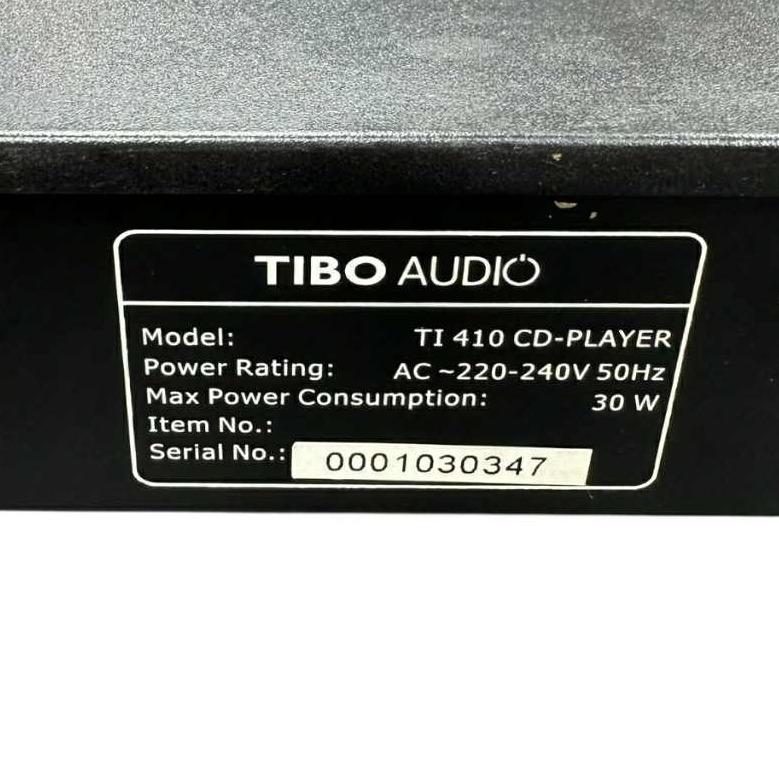 TIBO AUDIO
Model: TI 410 CD-PLAYER
Power Rating: AC ~220-240V 50Hz
Max Power Consumption: 30 W
Item No.:
Serial No.: 0001030347